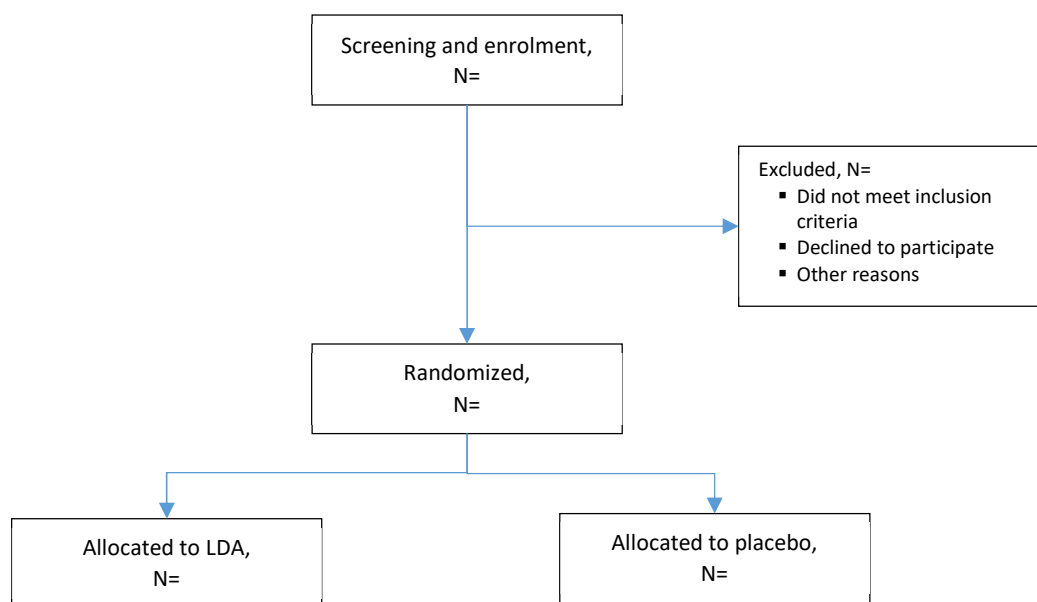 Screening and enrolment,
N=
Excluded, N=
▪ Did not meet inclusion
criteria
▪ Declined to participate
▪ Other reasons
Randomized,
N=
Allocated to LDA,
N=
Allocated to placebo,
N=